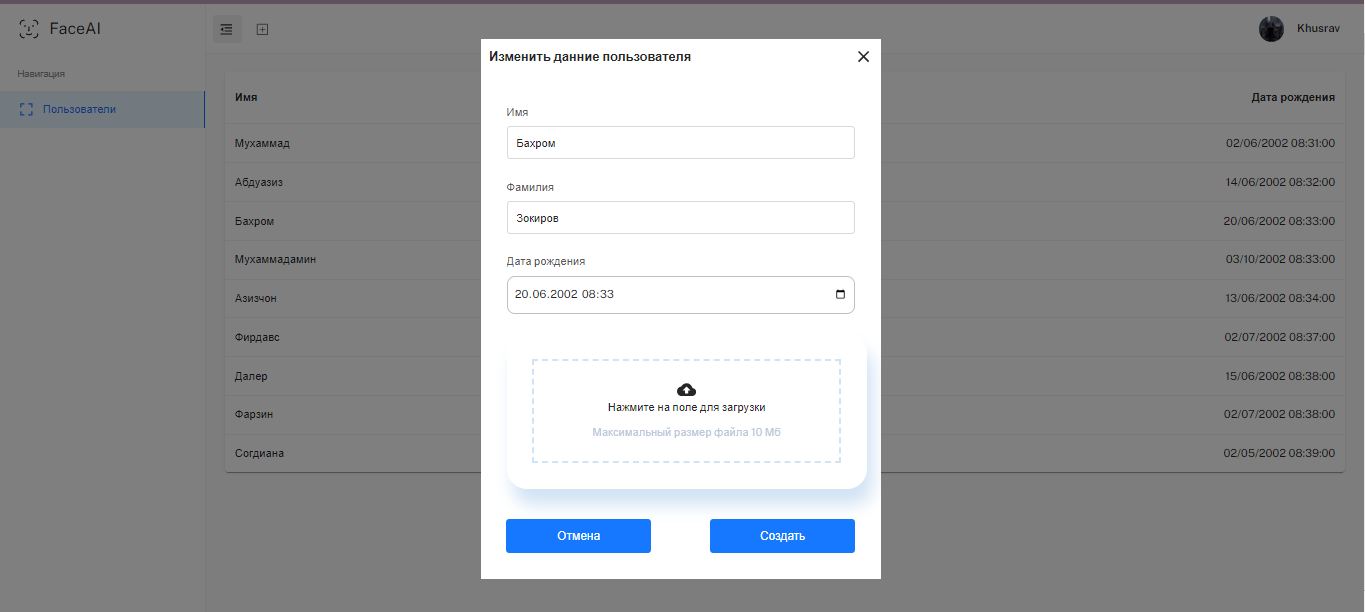 FaceAI
Khusrav
Навигация
Пользователи
Имя
Дата рождения
Мухаммад
02/06/2002 08:31:00
Абдуазиз
14/06/2002 08:32:00
Бахром
20/06/2002 08:33:00
Мухаммадамин
03/10/2002 08:33:00
Азизчон
13/06/2002 08:34:00
Фирдавс
02/07/2002 08:37:00
Далер
15/06/2002 08:38:00
Фарзин
02/07/2002 08:38:00
Согдиана
02/05/2002 08:39:00
Изменить данние пользователя
Имя
Бахром
Фамилия
Зокиров
Дата рождения
20.06.2002 08:33
Нажмите на поле для загрузки
Максимальный размер файла 10 Мб
Отмена
Создать